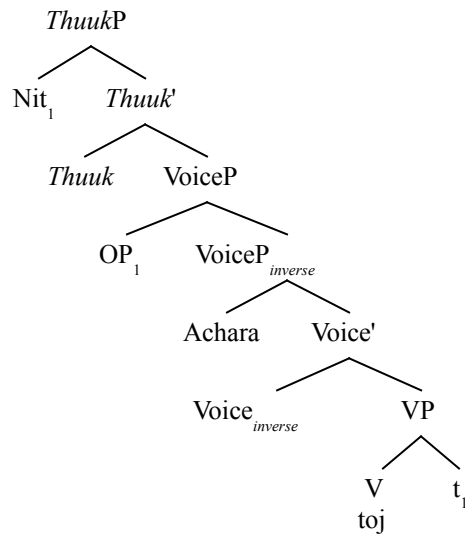 ThuukP
Nit1 Thuuk'
Thuuk VoiceP
OP1 VoicePinverse
Achara Voice'
Voiceinverse VP
V t1
toj